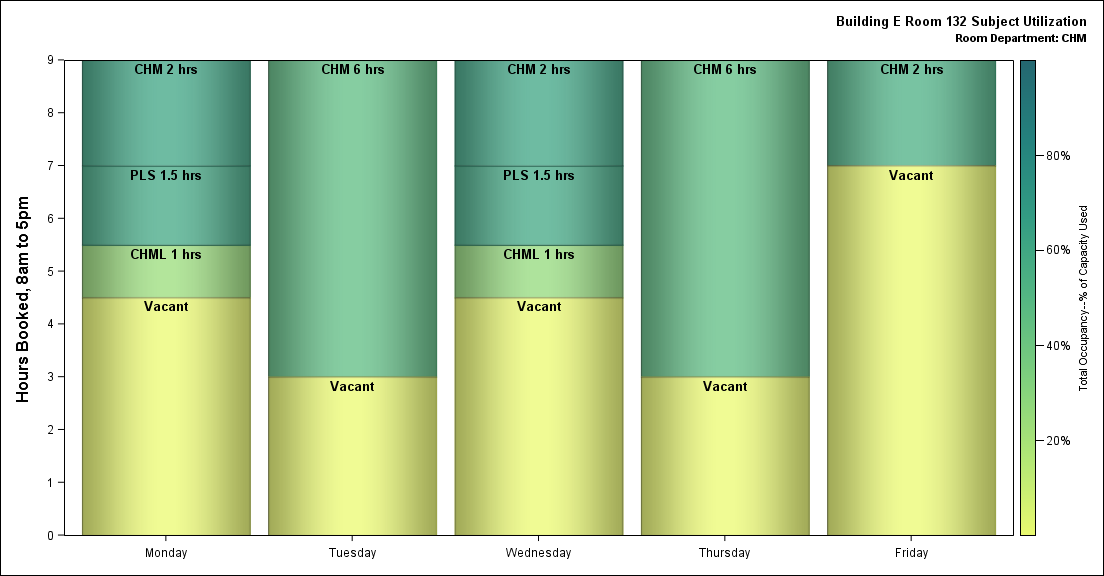 Building E Room 132 Subject Utilization
Room Department: CHM
Hours Booked, 8am to 5pm
9
8
7
6
5
4
3
2
1
0
CHM 2 hrs
PLS 1.5 hrs
CHML 1 hrs
Vacant
CHM 6 hrs
Vacant
CHM 2 hrs
PLS 1.5 hrs
CHML 1 hrs
Vacant
CHM 6 hrs
Vacant
CHM 2 hrs
Vacant
Monday
Tuesday
Wednesday
Thursday
Friday
80%
60%
40%
20%
Total Occupancy--% of Capacity Used